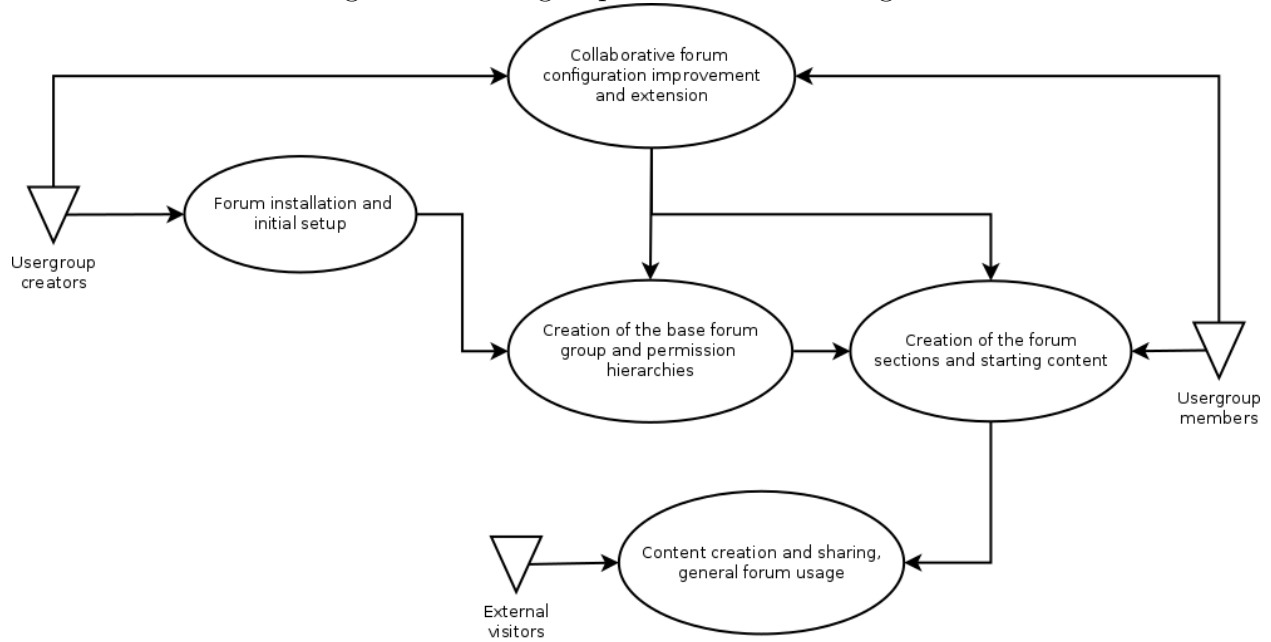 Collaborative forum
configuration improvement
and extension
Forum installation and
initial setup
Usergroup
creators
Creation of the base forum
group and permission
hierarchies
Creation of the forum
sections and starting content
Usergroup
members
Content creation and sharing,
general forum usage
External
visitors